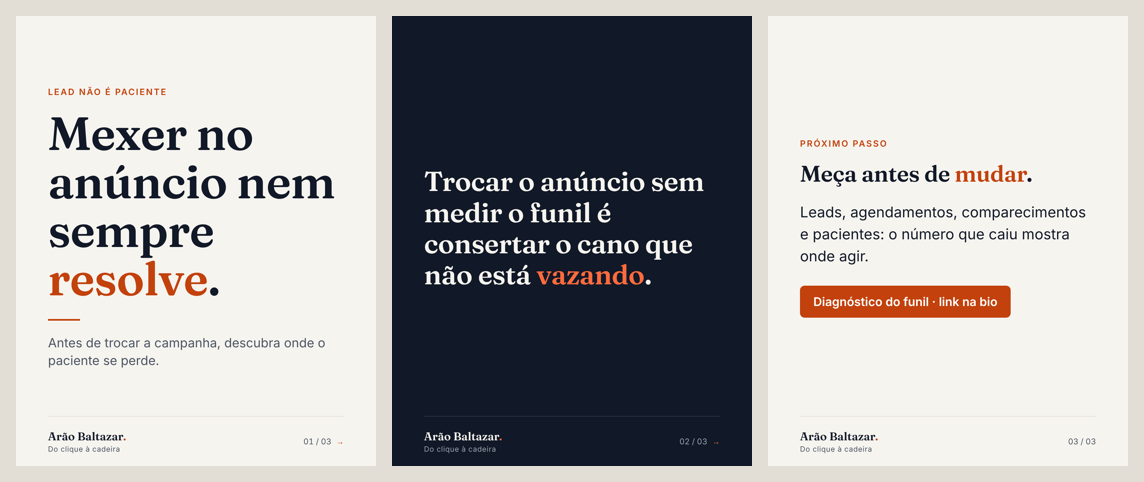 LEAD NÃO É PACIENTE
Mexer no
anúncio nem
sempre
resolve.
Antes de trocar a campanha, descubra onde o
paciente se perde.
Arão Baltazar.
Do clique à cadeira
01 / 03 →
Trocar o anúncio sem
medir o funil é
consertar o cano que
não está vazando.
Arão Baltazar.
Do clique à cadeira
02 / 03 →
PRÓXIMO PASSO
Meça antes de mudar.
Leads, agendamentos, comparecimentos
e pacientes: o número que caiu mostra
onde agir.
Diagnóstico do funil · link na bio
Arão Baltazar.
Do clique à cadeira
03 / 03